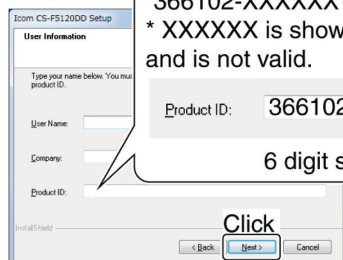 Icom CS-F5120DD Setup
User Information
Type your name below. You mus
product ID.
User Name:
Company:
Product ID:
InstallShield
< Back
Next >
Cancel
366102-XXXXXX
* XXXXXX is show
and is not valid.
Product ID:
366102
6 digit s
Click